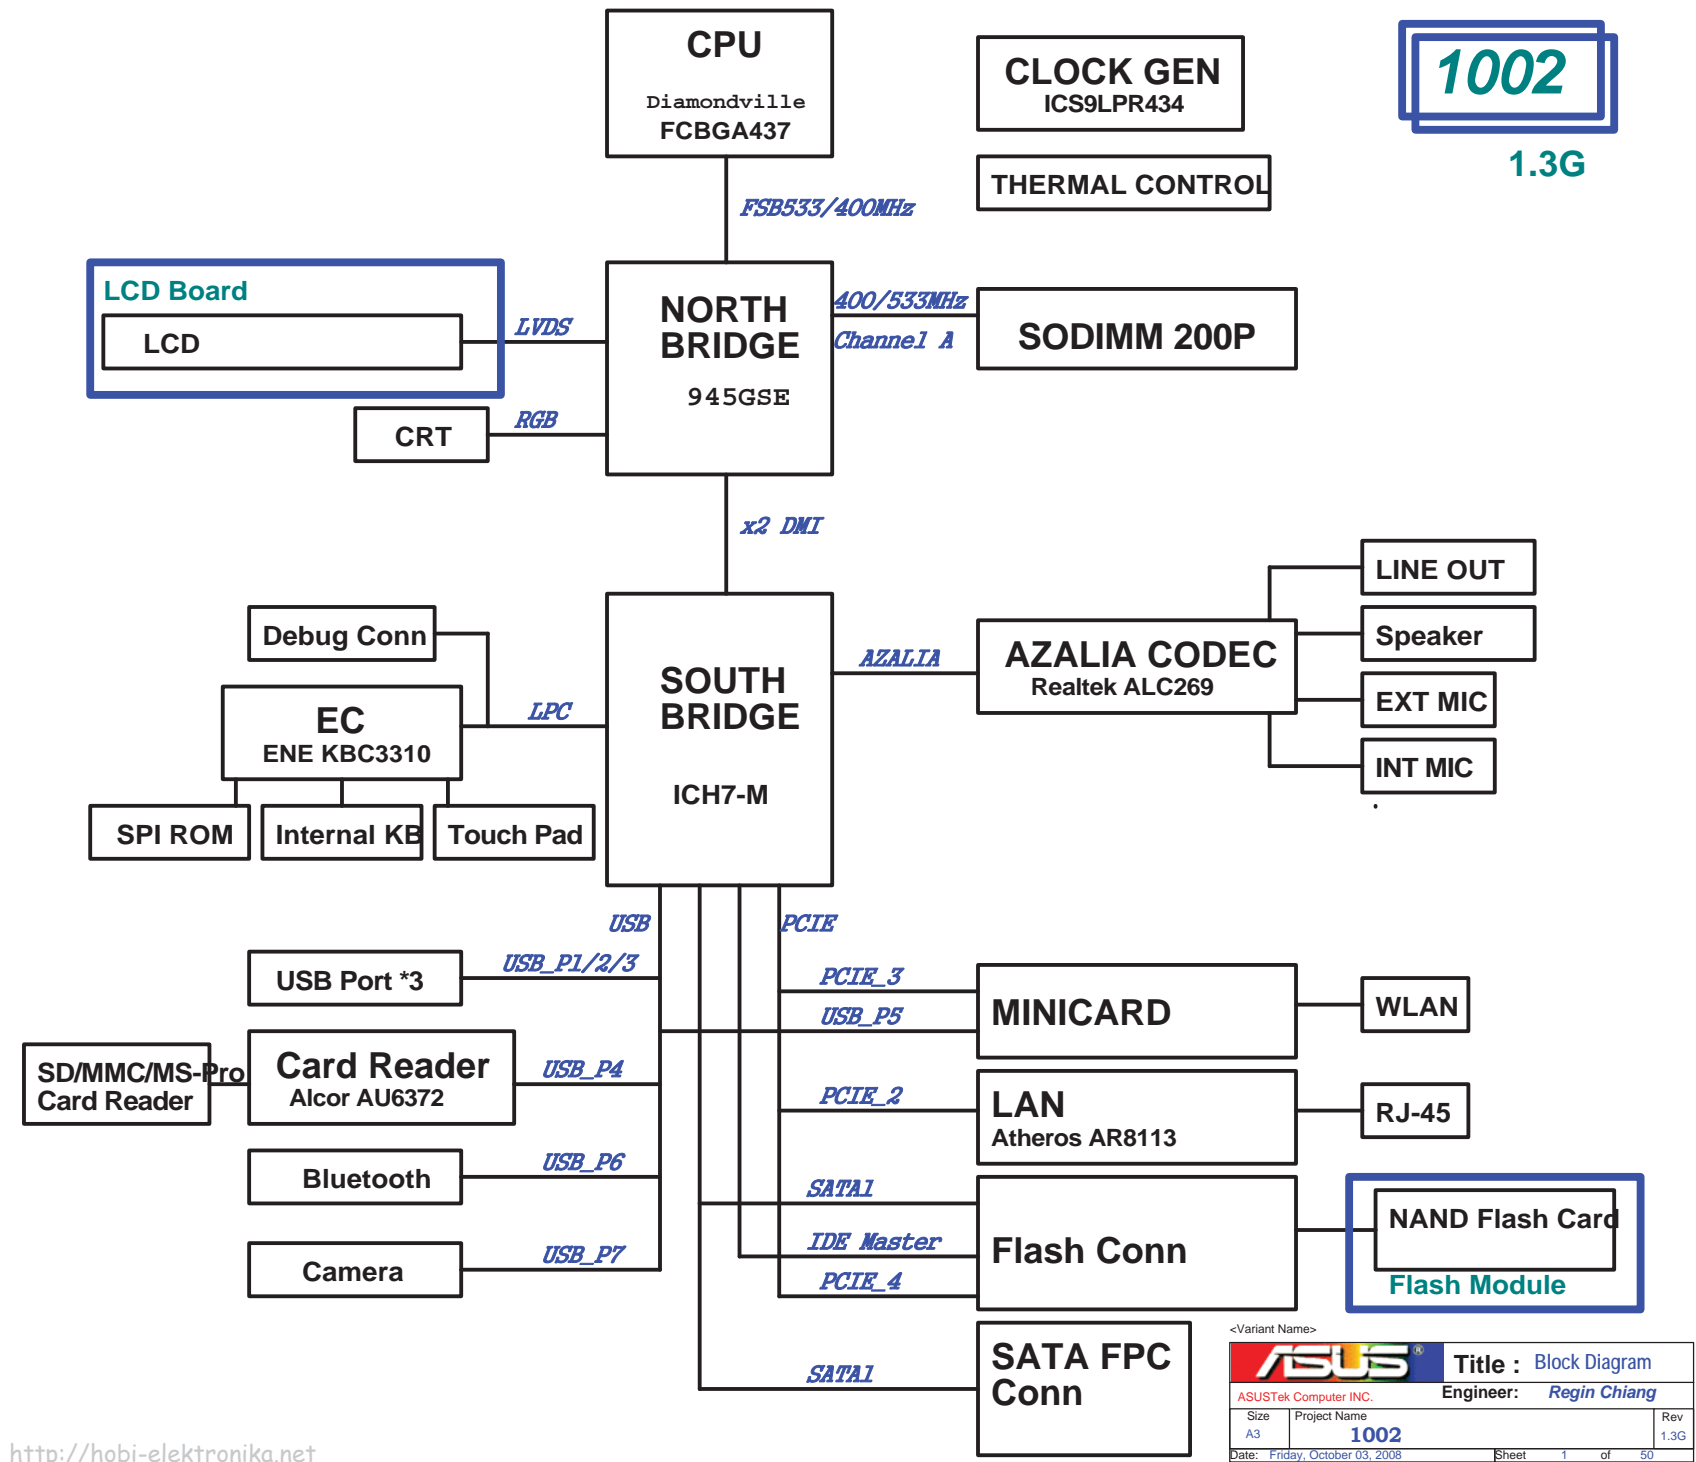 CPU
Diamondville
FCBGA437
CLOCK GEN
ICS9LPR434
THERMAL CONTROL
1002
1.3G
FSB533/400MHz
LCD Board
LCD
LVDS
NORTH
BRIDGE
945GSE
400/533MHz
Channel A
SODIMM 200P
CRT
RGB
x2 DMI
Debug Conn
EC
ENE KBC3310
LPC
SPI ROM
Internal KB
Touch Pad
SOUTH
BRIDGE
ICH7-M
AZALIA
AZALIA CODEC
Realtek ALC269
LINE OUT
Speaker
EXT MIC
INT MIC
USB
PCIE
USB Port *3
USB_P1/2/3
SD/MMC/MS-Pro
Card Reader
Card Reader
Alcor AU6372
USB_P4
Bluetooth
USB_P6
Camera
USB_P7
PCIE_3
USB_P5
MINICARD
WLAN
PCIE_2
LAN
Atheros AR8113
RJ-45
SATA1
IDE Master
PCIE_4
Flash Conn
NAND Flash Card
Flash Module
SATA1
SATA FPC
Conn
<Variant Name>
ASUS®
Title : Block Diagram
ASUSTek Computer INC.
Engineer: Regin Chiang
Size
A3
Project Name
1002
Rev
1.3G
Date: Friday, October 03, 2008
Sheet 1 of 50
http://hobi-elektronika.net